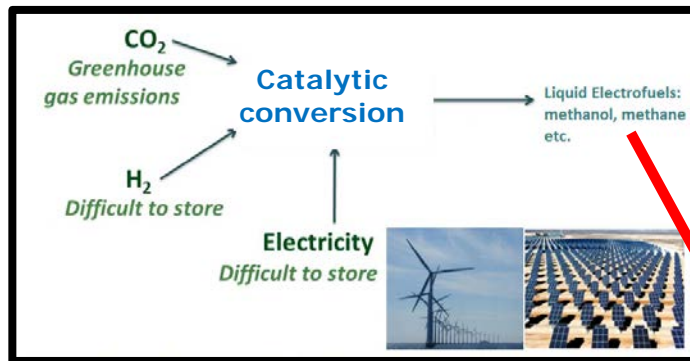 CO₂
Greenhouse
gas emissions
Catalytic
conversion
Liquid Electrofuels:
methanol, methane
etc.
H₂
Difficult to store
Electricity
Difficult to store